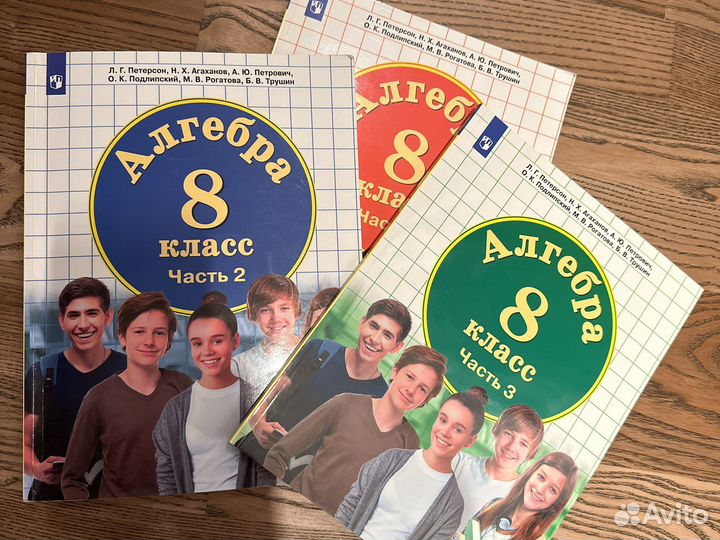 Л. Г. Петерсон, Н. Х. Агаханов, А. Ю. Петрович,
О. К. Подлипский, М. В. Рогатова, Б. В. Трушин
Алгебра
8
класс
Часть 2
Л. Г. Петерсон, Н. Х. Агаханов, А. Ю. Петрович,
О. К. Подлипский, М. В. Рогатова, Б. В. Трушин
Алгебра
8
класс
Л. Г. Петерсон, Н. Х. Агаханов, А. Ю. Петрович,
О. К. Подлипский, М. В. Рогатова, Б. В. Трушин
Алгебра
8
класс
Часть 3
Avito